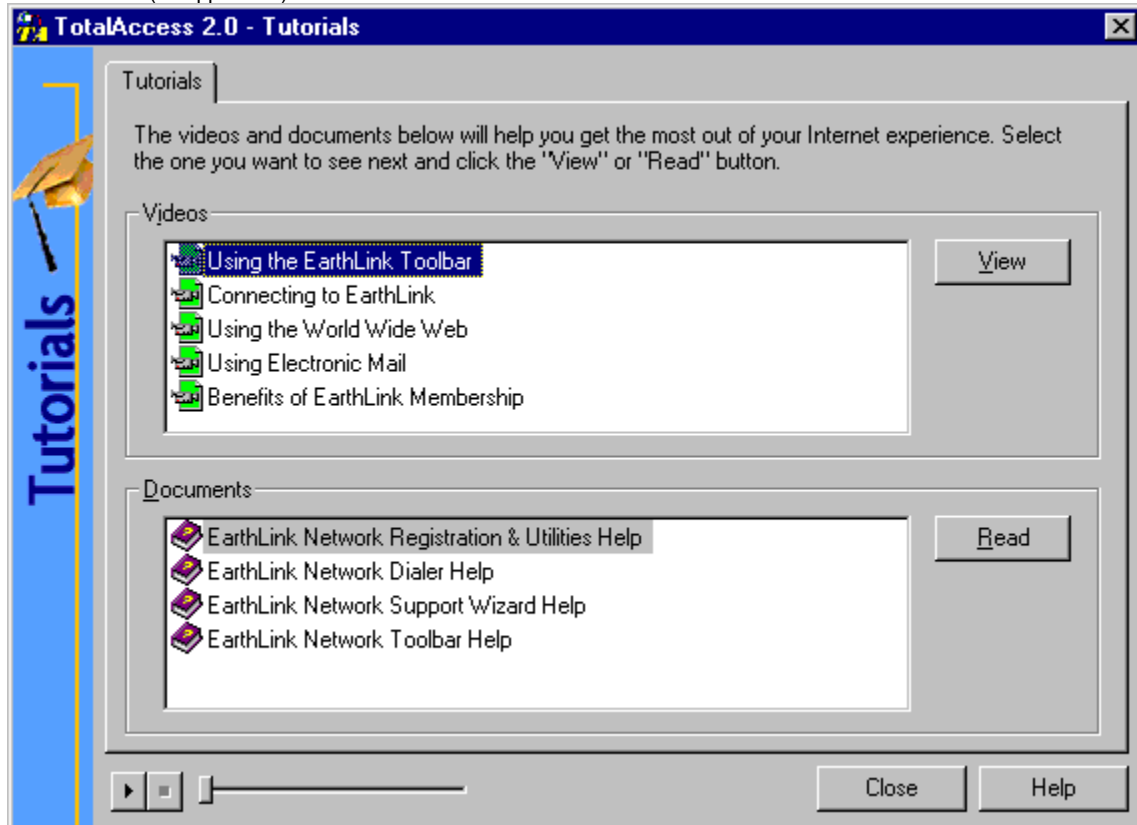 TotalAccess 2.0 - Tutorials
Tutorials
Tutorials
The videos and documents below will help you get the most out of your Internet experience. Select
the one you want to see next and click the "View" or "Read" button.
Videos
Using the EarthLink Toolbar
View
Connecting to EarthLink
Using the World Wide Web
Using Electronic Mail
Benefits of EarthLink Membership
Documents
EarthLink Network Registration & Utilities Help
Read
EarthLink Network Dialer Help
EarthLink Network Support Wizard Help
EarthLink Network Toolbar Help
Close
Help